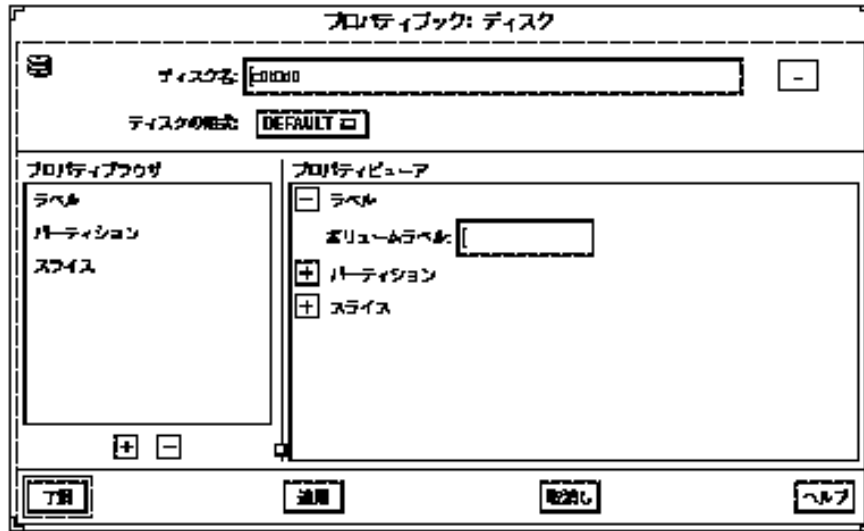 プロパティブック: ディスク
ディスク名:
ディスクの形式: DEFAULT
プロパティブラウザ
プロパティビューア
ラベル
パーティション
スライス
ラベル
ボリュームラベル:
パーティション
スライス
了解
適用
取消し
ヘルプ